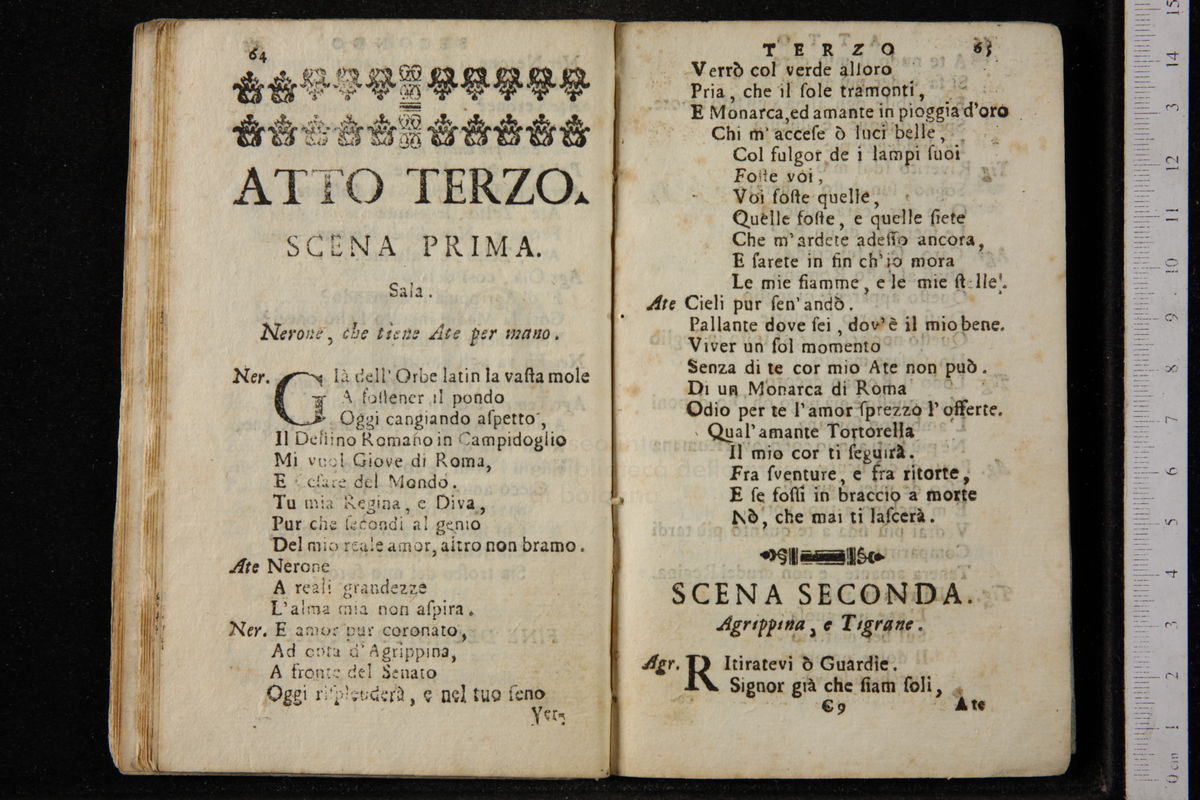 64
ATTO TERZO.
SCENA PRIMA.
Sala.
Nerone, che tiene Ate per mano.
Ner. Già dell' Orbe latin la vaſta mole
A ſoſtener il pondo
Oggi cangiando aſpetto,
Il Deſtino Romano in Campidoglio
Mi vuol Giove di Roma,
E Ceſare del Mondo.
Tu mia Regina, e Diva,
Pur che ſecondi al genio
Del mio reale amor, altro non bramo.
Ate Nerone
A reali grandezze
L'alma mia non aſpira.
Ner. E amor pur coronato,
Ad onta d'Agrippina,
A fronte del Senato
Oggi riſplenderà, e nel tuo ſeno
Ver-
TERZO 65
Verrò col verde alloro
Pria, che il ſole tramonti,
E Monarca, ed amante in pioggia d'oro
Chi m' acceſe ò luci belle,
Col fulgor de i lampi ſuoi
Foſte voi,
Voi foſte quelle,
Quelle foſte, e quelle ſiete
Che m' ardete adeſſo ancora,
E ſarete in fin ch'io mora
Le mie fiamme, e le mie ſtelle.
Ate Cieli pur ſen' andò.
Pallante dove ſei, dov'è il mio bene.
Viver un ſol momento
Senza di te cor mio Ate non può.
Di un Monarca di Roma
Odio per te l'amor ſprezzo l'offerte.
Qual'amante Tortorella
Il mio cor ti ſeguirà.
Fra ſventure, e fra ritorte,
E ſe foſſi in braccio a morte
Nò, che mai ti laſcerà.
SCENA SECONDA.
Agrippina, e Tigrane.
Agr. Ritiratevi ò Guardie.
Signor già che ſiam ſoli,
C 9 Ate